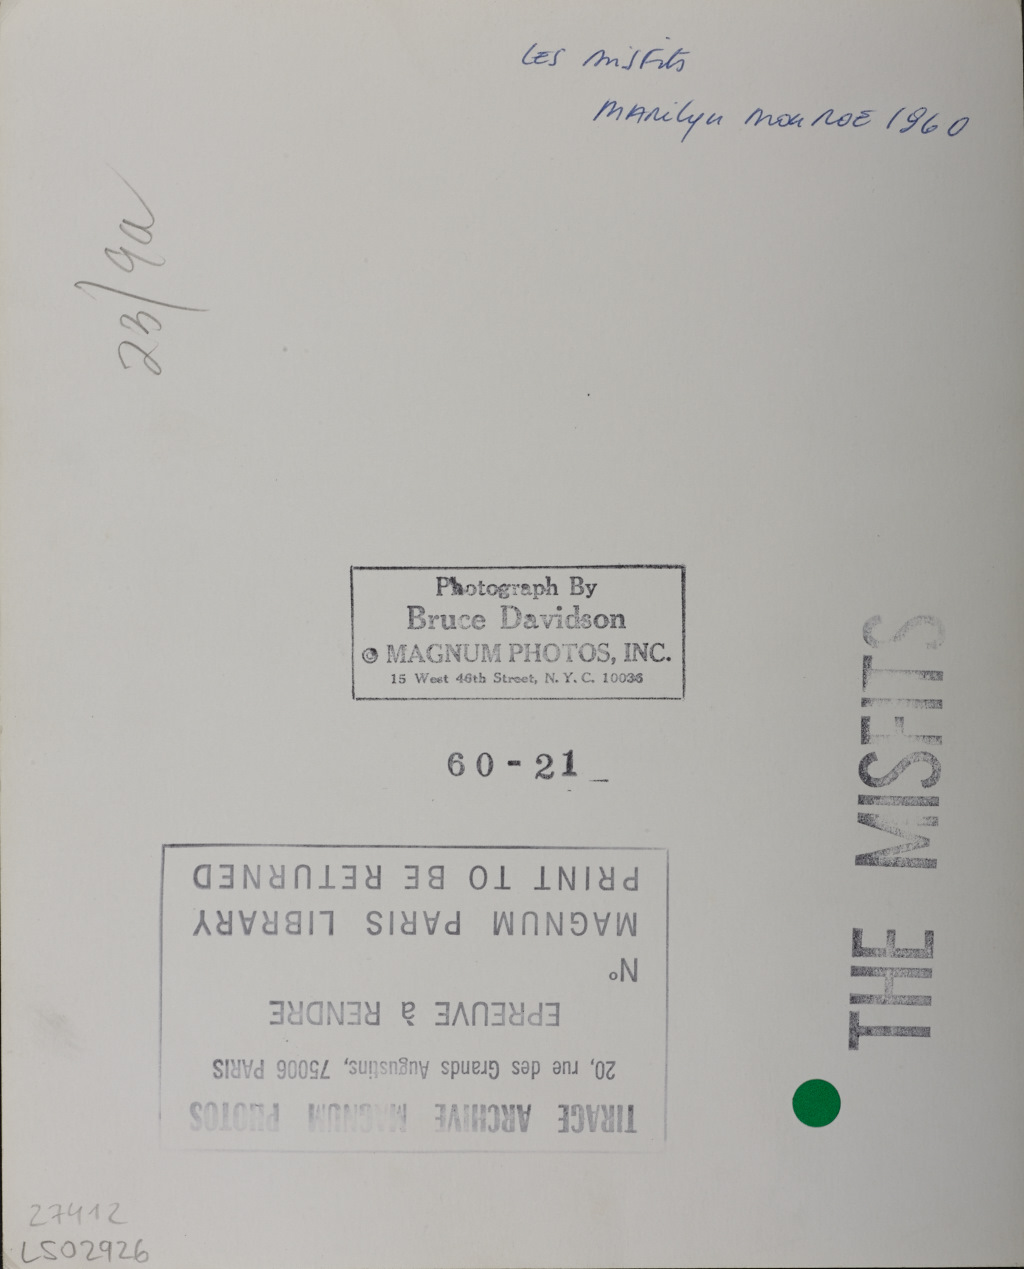 LES MISFITS
MARILYN MONROE 1960
23/9a
Photograph By
Bruce Davidson
© MAGNUM PHOTOS, INC.
15 West 46th Street, N.Y.C. 10036
60-21_
THE MISFITS
TIRAGE ARCHIVE MAGNUM PHOTOS
20, rue des Grands Augustins, 75006 PARIS
EPREUVE à RENDRE
N°
MAGNUM PARIS LIBRARY
PRINT TO BE RETURNED
27412
LS02926